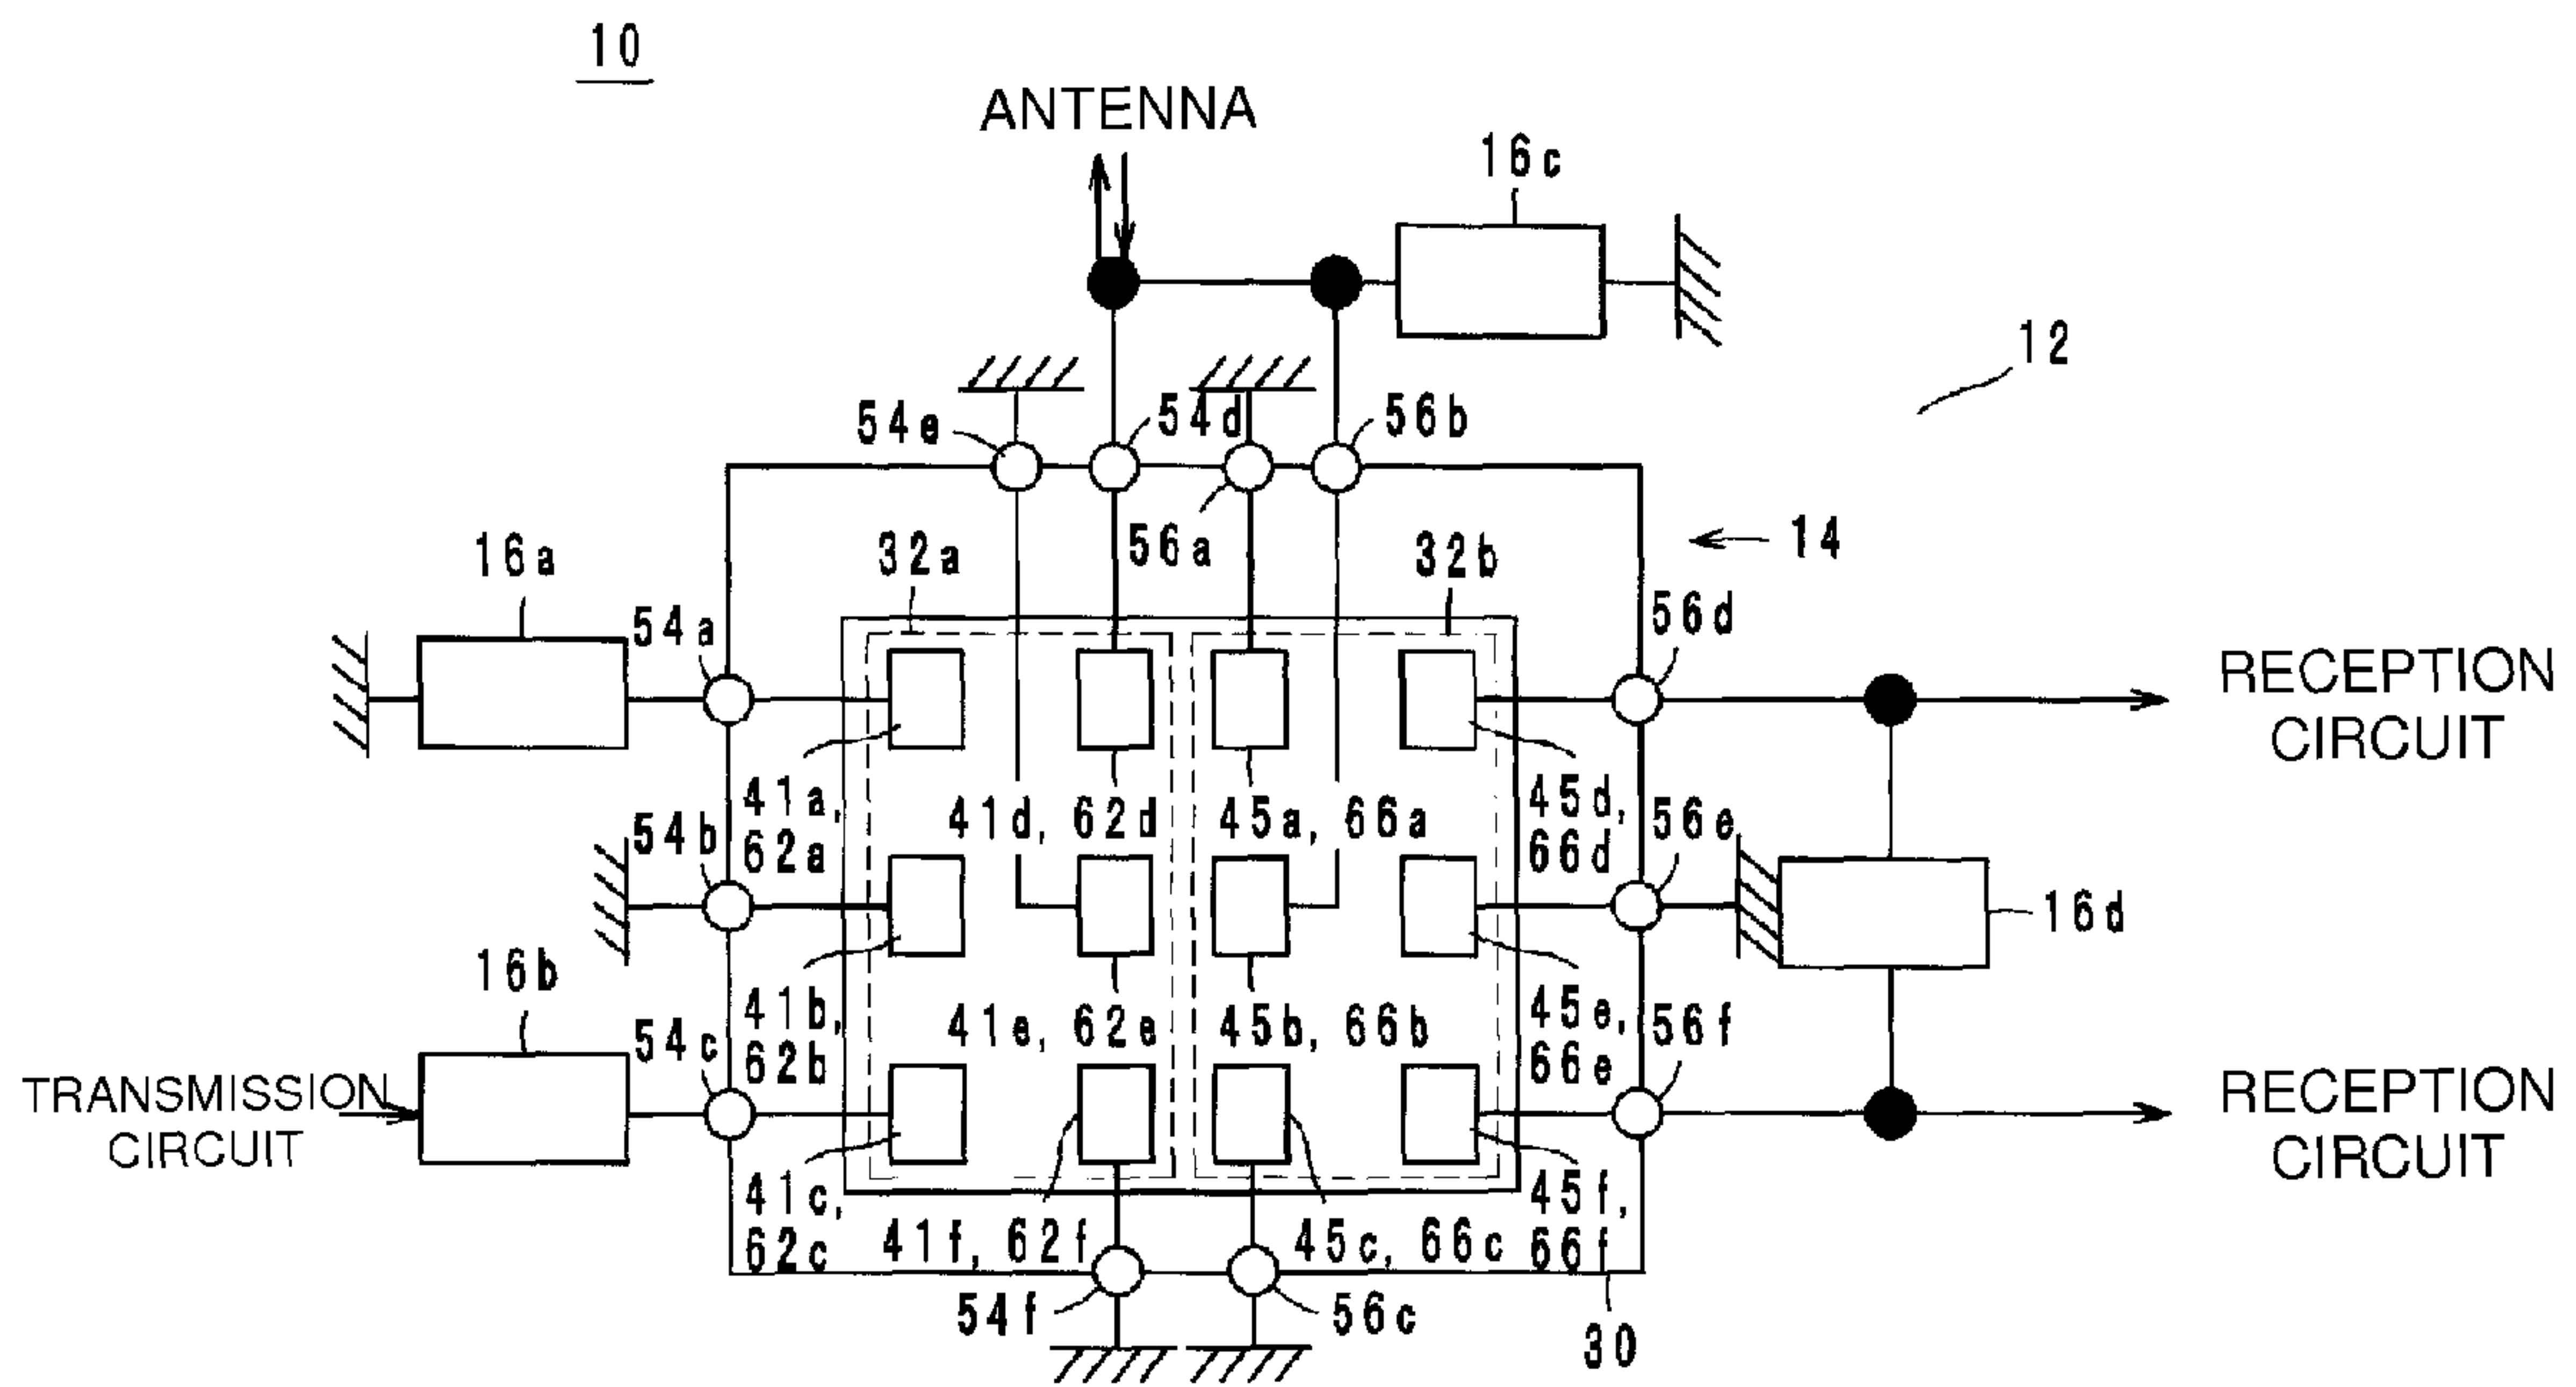 10
ANTENNA
16c
12
54e
54d
56b
56a
14
16a
32a
32b
54a
56d
RECEPTION
CIRCUIT
41a,
62a
41d, 62d
45a, 66a
45d,
66d
54b
56e
16d
16b
41b,
62b
41e, 62e
45b, 66b
45e,
66e
54c
56f
TRANSMISSION
CIRCUIT
RECEPTION
CIRCUIT
41c,
62c
41f, 62f
45c, 66c
45f,
66f
54f
56c
30